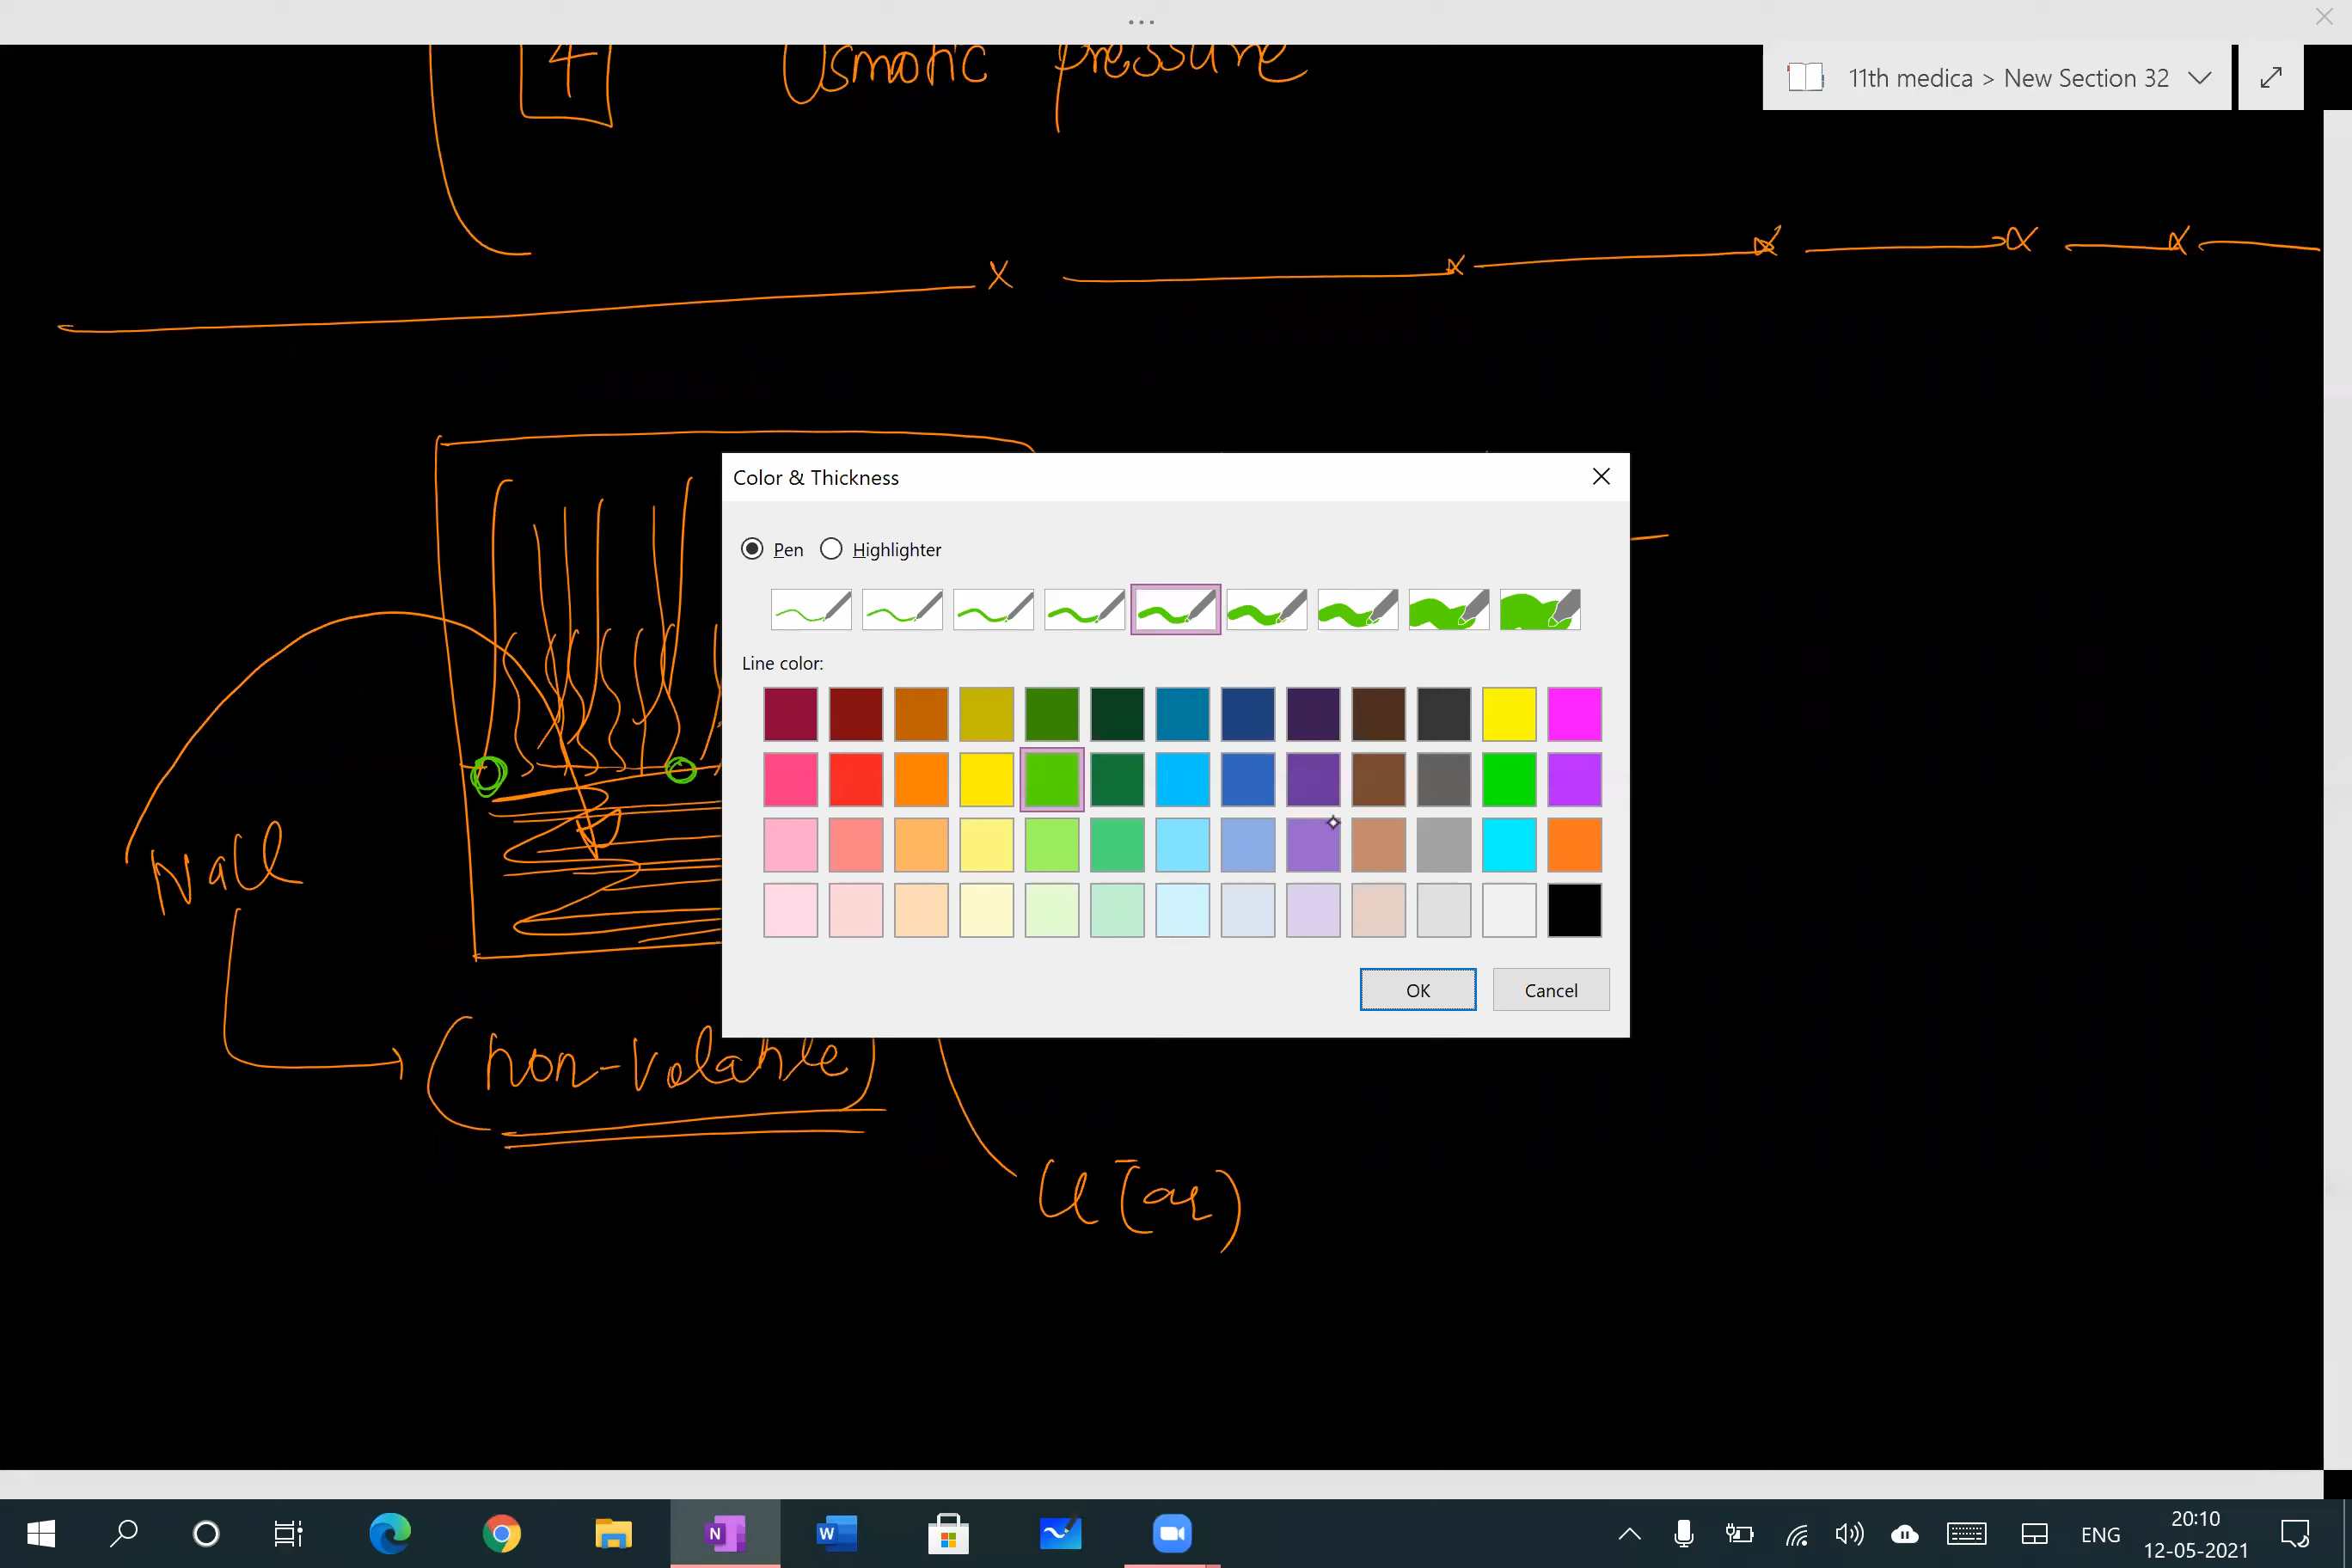 11th medica > New Section 32
4 Osmotic pressure
x x x x x
Color & Thickness
Pen Highlighter
Line color:
OK Cancel
NaCl
(non-volatile)
ENG
20:10
12-05-2021